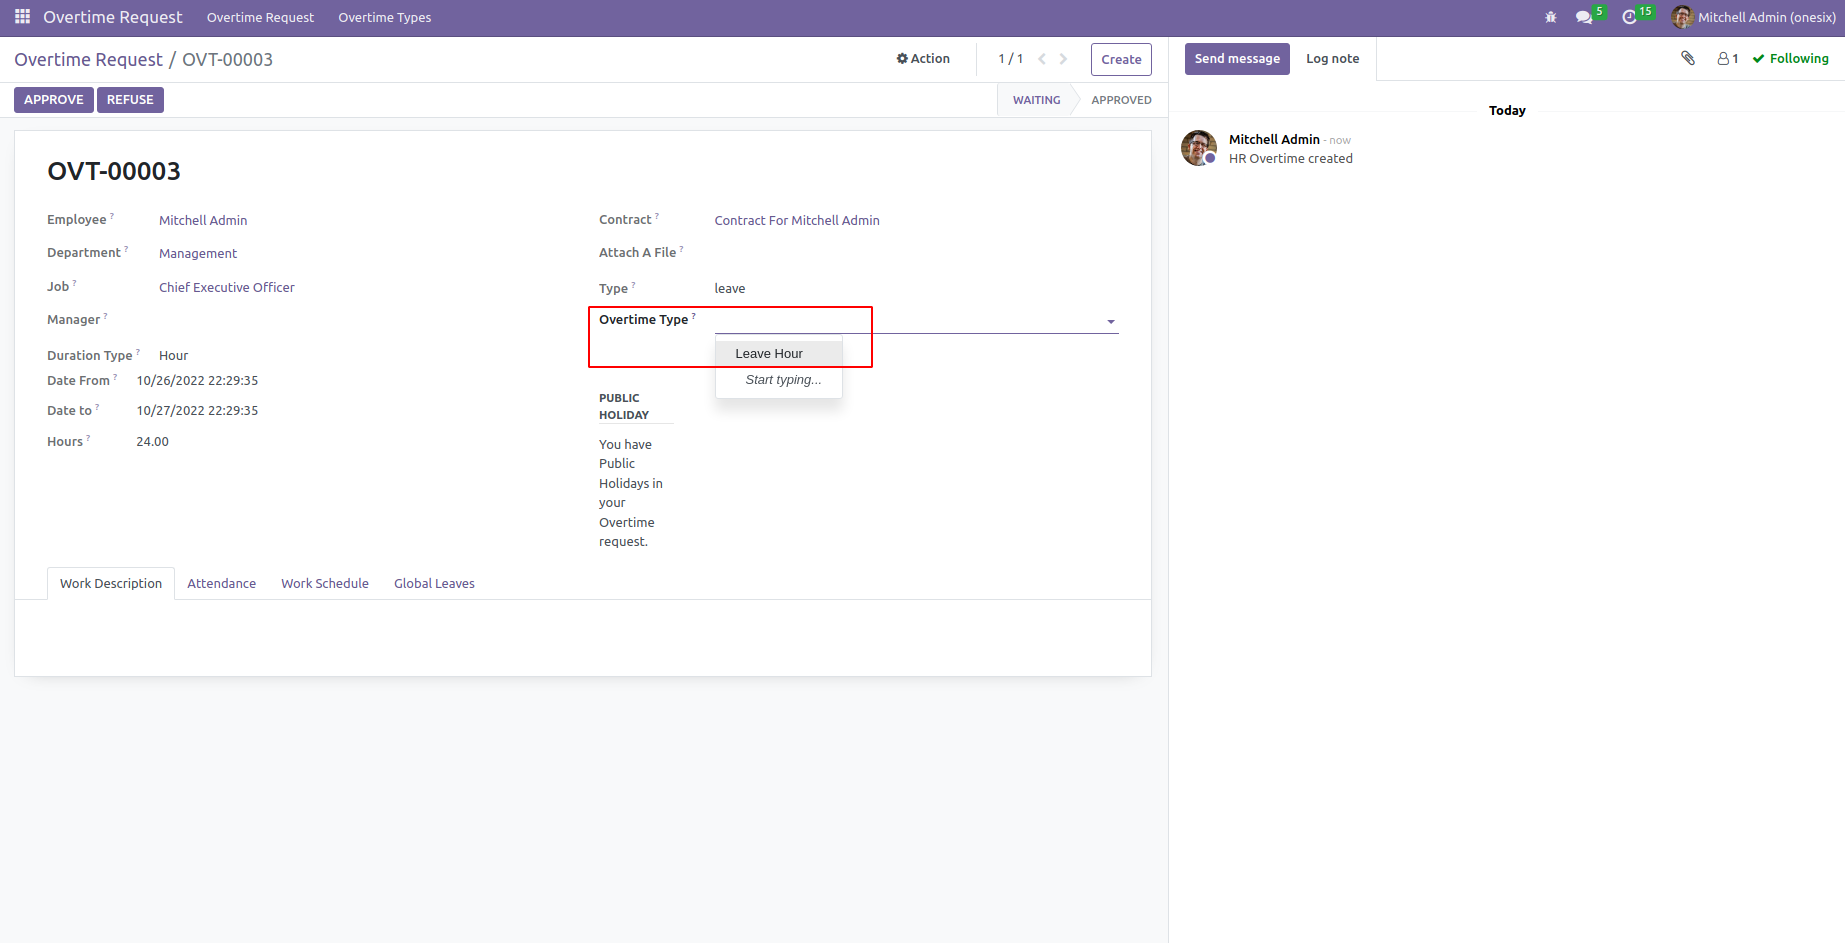 Overtime Request Overtime Request Overtime Types 5 15 Mitchell Admin (onesix)
Overtime Request / OVT-00003 Action 1 / 1 Create
Send message Log note 1 Following
APPROVE REFUSE WAITING APPROVED
Today
Mitchell Admin - now
HR Overtime created
OVT-00003
Employee ? Mitchell Admin
Department ? Management
Job ? Chief Executive Officer
Manager ?
Duration Type ? Hour
Date From ? 10/26/2022 22:29:35
Date to ? 10/27/2022 22:29:35
Hours ? 24.00
Contract ? Contract For Mitchell Admin
Attach A File ?
Type ? leave
Overtime Type ?
Leave Hour
Start typing...
PUBLIC
HOLIDAY
You have
Public
Holidays in
your
Overtime
request.
Work Description Attendance Work Schedule Global Leaves